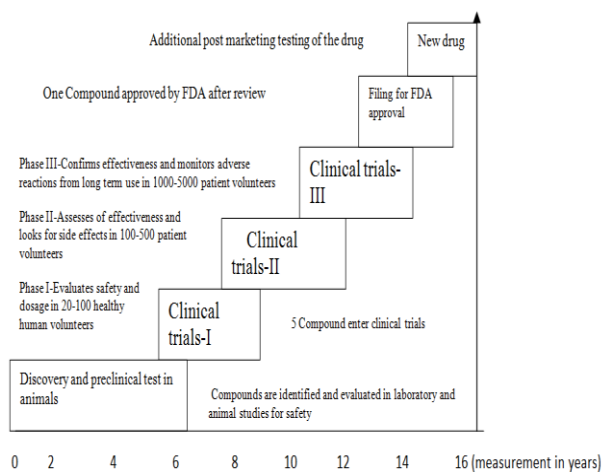 Additional post marketing testing of the drug
New drug
One Compound approved by FDA after review
Filing for FDA
approval
Phase III-Confirms effectiveness and monitors adverse
reactions from long term use in 1000-5000 patient
volunteers
Clinical trials-
III
Phase II-Assesses of effectiveness and
looks for side effects in 100-500 patient
volunteers
Clinical
trials-II
Phase I-Evaluates safety and
dosage in 20-100 healthy
human volunteers
Clinical
trials-I
5 Compound enter clinical trials
Discovery and preclinical test in
animals
Compounds are identified and evaluated in laboratory and
animal studies for safety
0 2 4 6 8 10 12 14 16 (measurement in years)